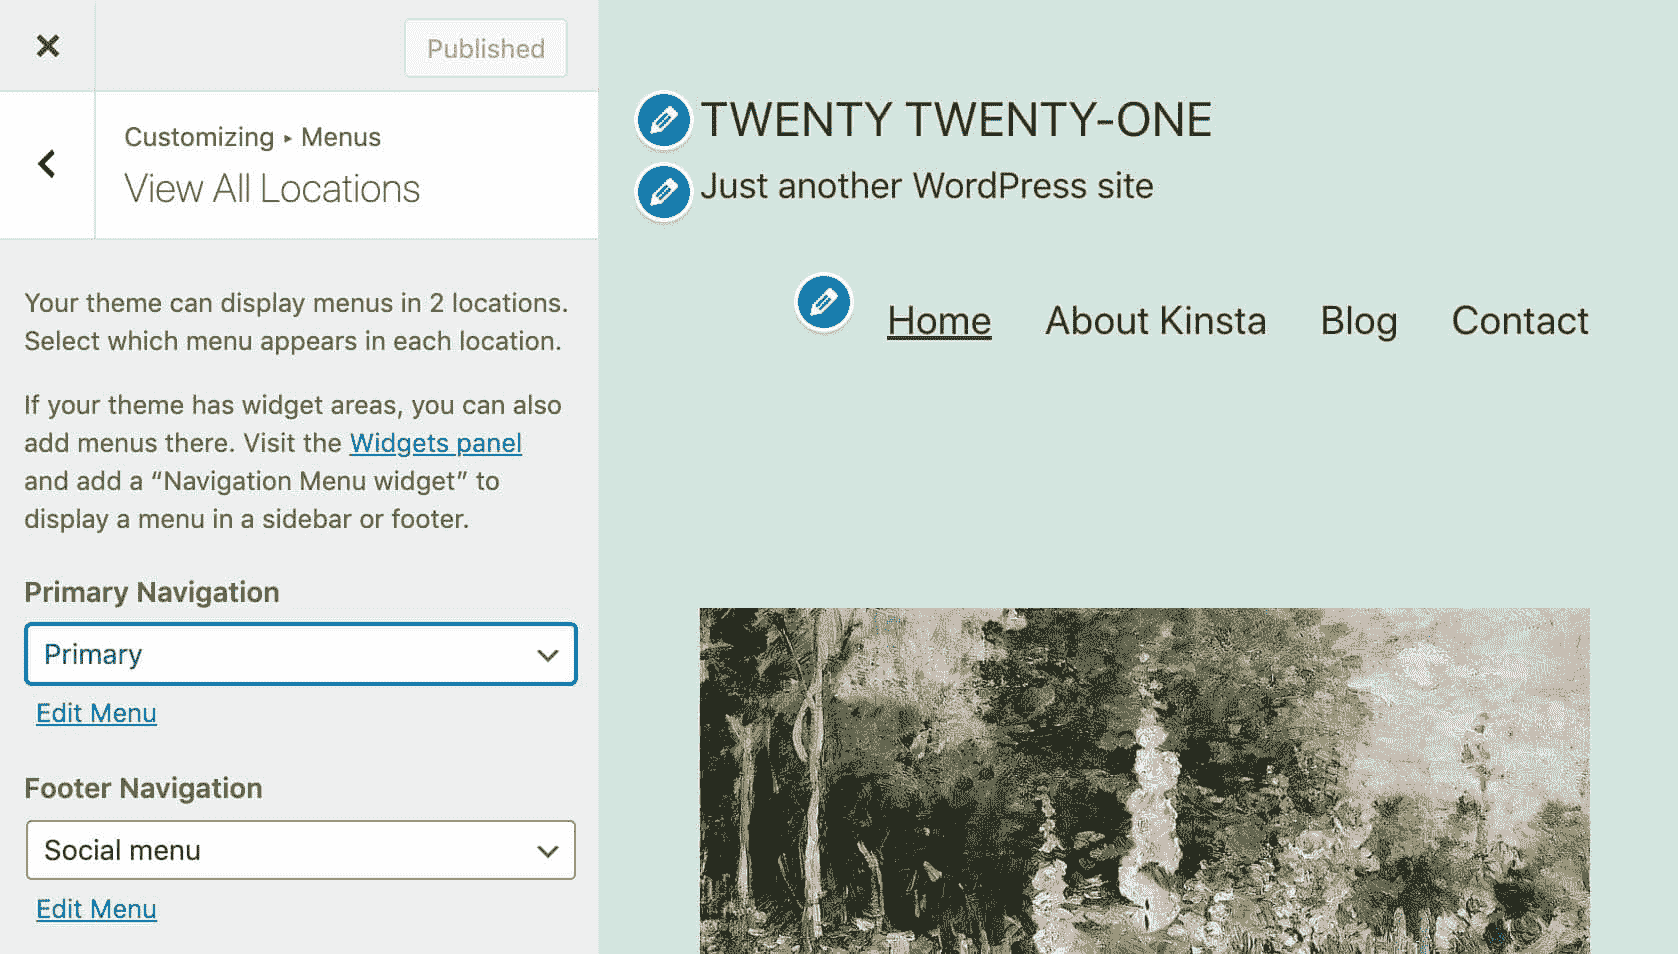 Published
Customizing ▸ Menus
View All Locations
Your theme can display menus in 2 locations.
Select which menu appears in each location.
If your theme has widget areas, you can also
add menus there. Visit the Widgets panel
and add a “Navigation Menu widget” to
display a menu in a sidebar or footer.
Primary Navigation
Primary
Edit Menu
Footer Navigation
Social menu
Edit Menu
TWENTY TWENTY-ONE
Just another WordPress site
Home About Kinsta Blog Contact